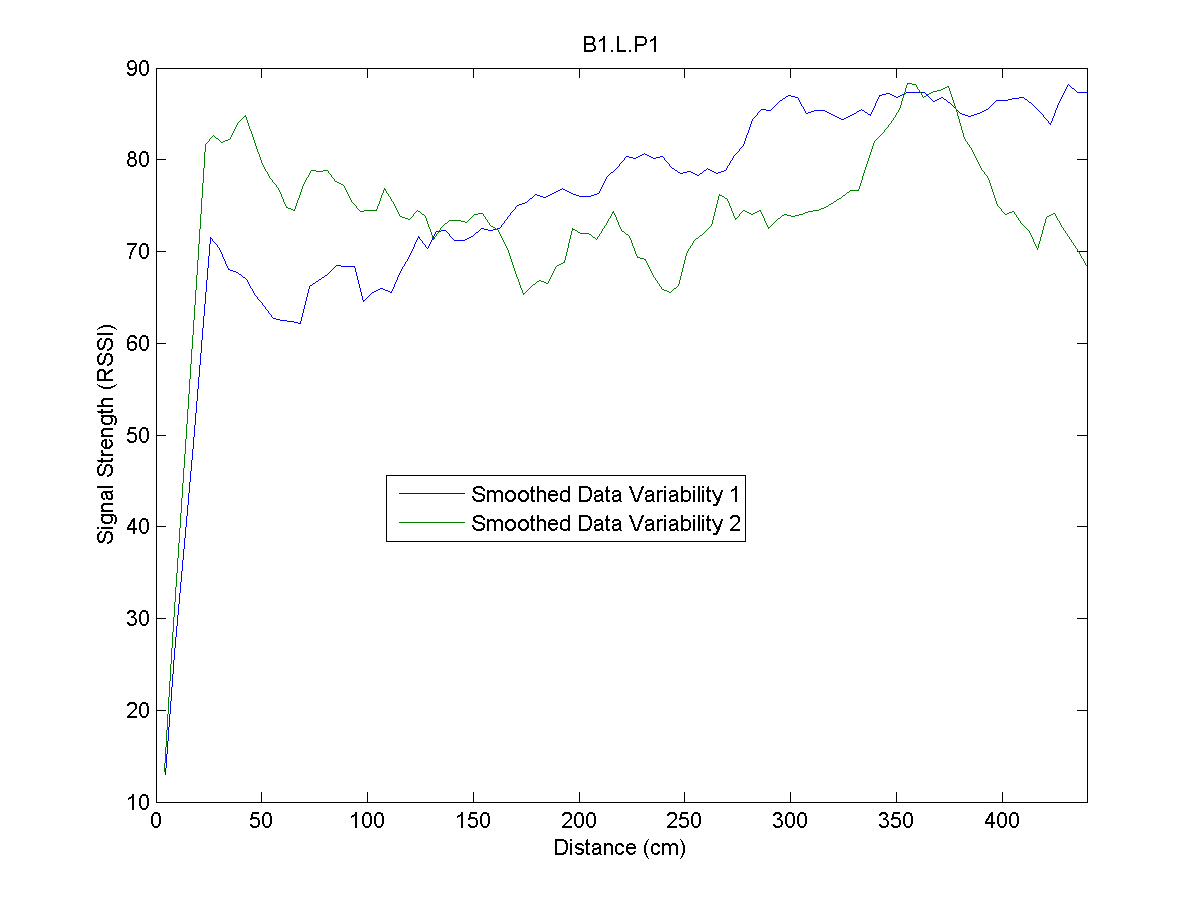 B1.L.P1
90
80
70
60
50
40
30
20
10
Signal Strength (RSSI)
Smoothed Data Variability 1
Smoothed Data Variability 2
0 50 100 150 200 250 300 350 400
Distance (cm)